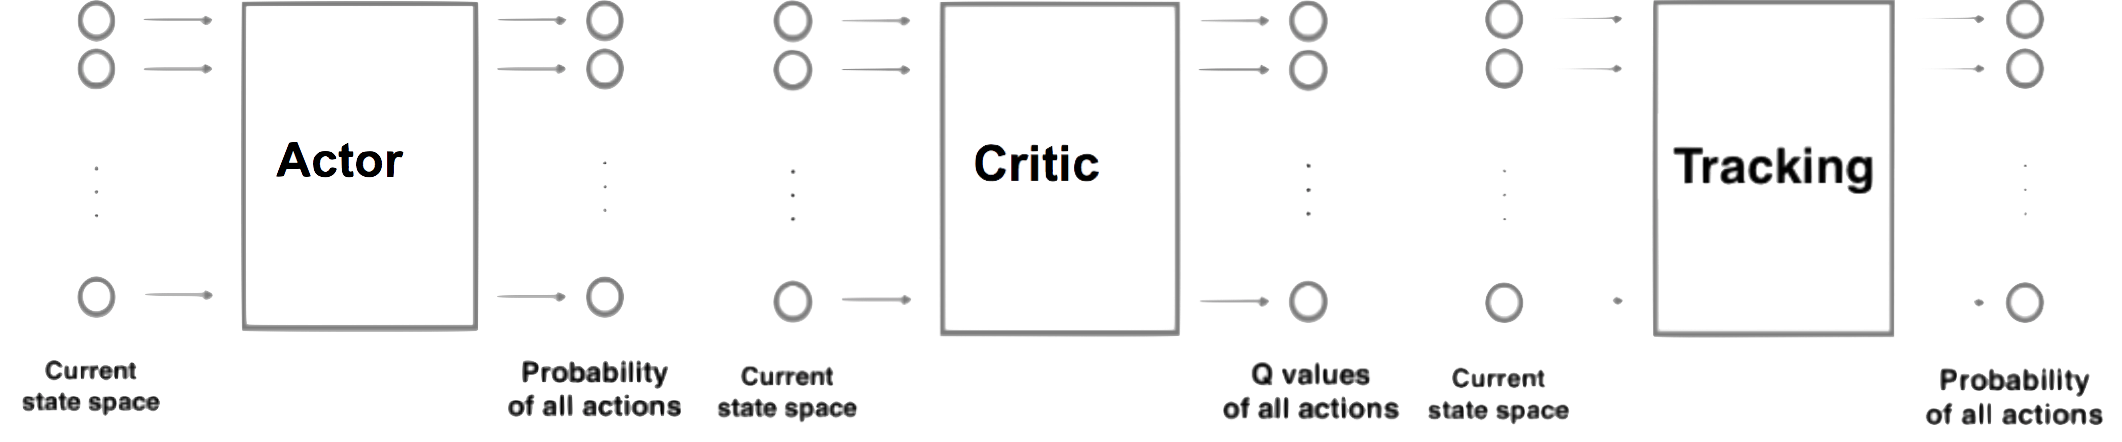 Actor
Current
state space
Probability
of all actions
Critic
Current
state space
Q values
of all actions
Tracking
Current
state space
Probability
of all actions